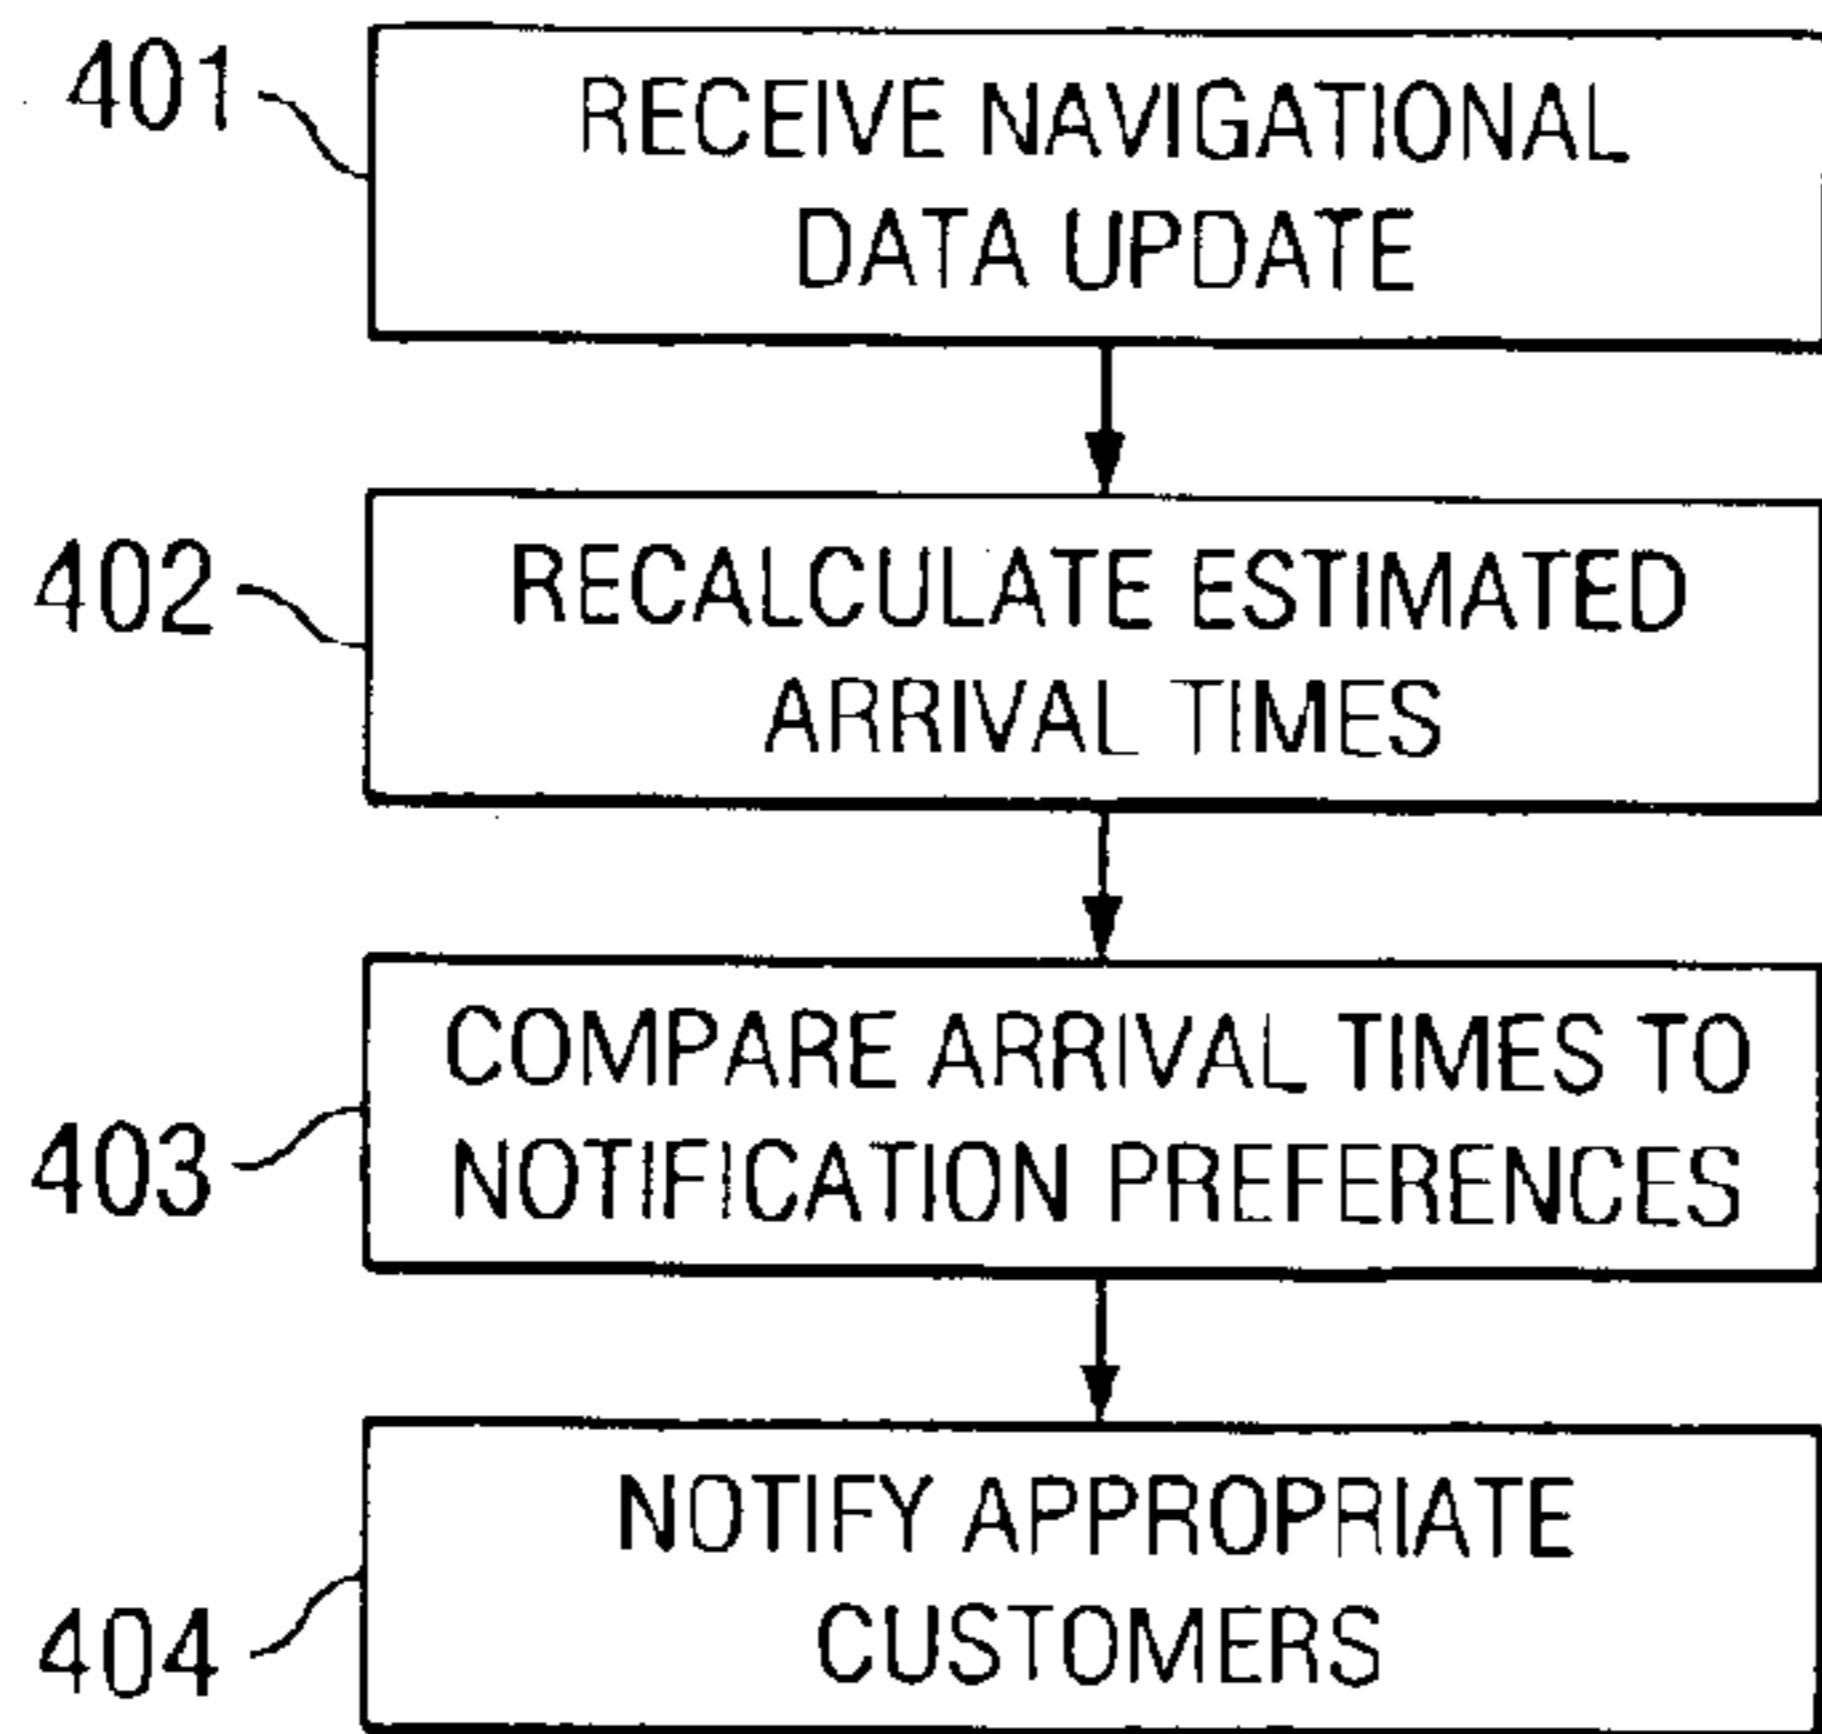 401
RECEIVE NAVIGATIONAL
DATA UPDATE
402
RECALCULATE ESTIMATED
ARRIVAL TIMES
403
COMPARE ARRIVAL TIMES TO
NOTIFICATION PREFERENCES
404
NOTIFY APPROPRIATE
CUSTOMERS